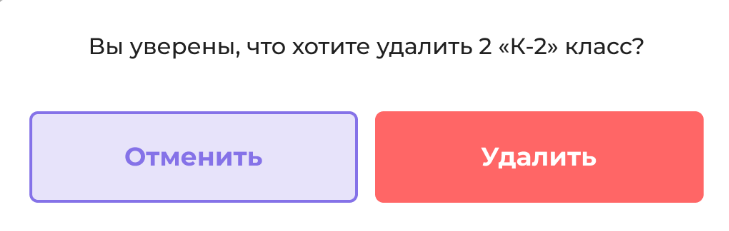 Вы уверены, что хотите удалить 2 «К-2» класс?
Отменить
Удалить